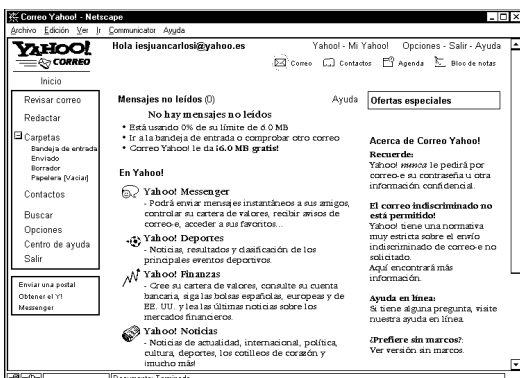 Correo Yahoo! - Netscape
Archivo Edición Ver Ir Communicator Ayuda
YAHOO! CORREO
Hola iesjuancarlosi@yahoo.es
Yahoo! - Mi Yahoo! Opciones - Salir - Ayuda
Correo Contactos Agenda Bloc de notas
Inicio
Revisar correo
Redactar
Carpetas
Bandeja de entrada
Enviado
Borrador
Papelera [Vaciar]
Contactos
Buscar
Opciones
Centro de ayuda
Salir
Enviar una postal
Obtener el Y!
Messenger
Mensajes no leídos (0) Ayuda
No hay mensajes no leídos
• Está usando 0% de su límite de 6.0 MB
• Ir a la bandeja de entrada o comprobar otro correo
• Correo Yahoo! le da ¡6.0 MB gratis!
En Yahoo!
Yahoo! Messenger
- Podrá enviar mensajes instantáneos a sus amigos,
controlar su cartera de valores, recibir avisos de
correo-e, acceder a sus favoritos...
Yahoo! Deportes
- Noticias, resultados y clasificación de los
principales eventos deportivos.
Yahoo! Finanzas
- Cree su cartera de valores, consulte su cuenta
bancaria, siga las bolsas españolas, europeas y de
EE. UU. y lea las últimas noticias sobre los
mercados financieros.
Yahoo! Noticias
- Noticias de actualidad, internacional, política,
cultura, deportes, los cotilleos de corazón y
¡mucho más!
Ofertas especiales
Acerca de Correo Yahoo!
Recuerde:
Yahoo! nunca le pedirá por
correo-e su contraseña u otra
información confidencial.
El correo indiscriminado no
está permitido!
Yahoo! tiene una normativa
muy estricta sobre el envío
indiscriminado de correo-e no
solicitado.
Aquí encontrará más
información.
Ayuda en línea:
Si tiene alguna pregunta, visite
nuestra ayuda en línea.
¿Prefiere sin marcos?:
Ver versión sin marcos.
Documento: Terminado